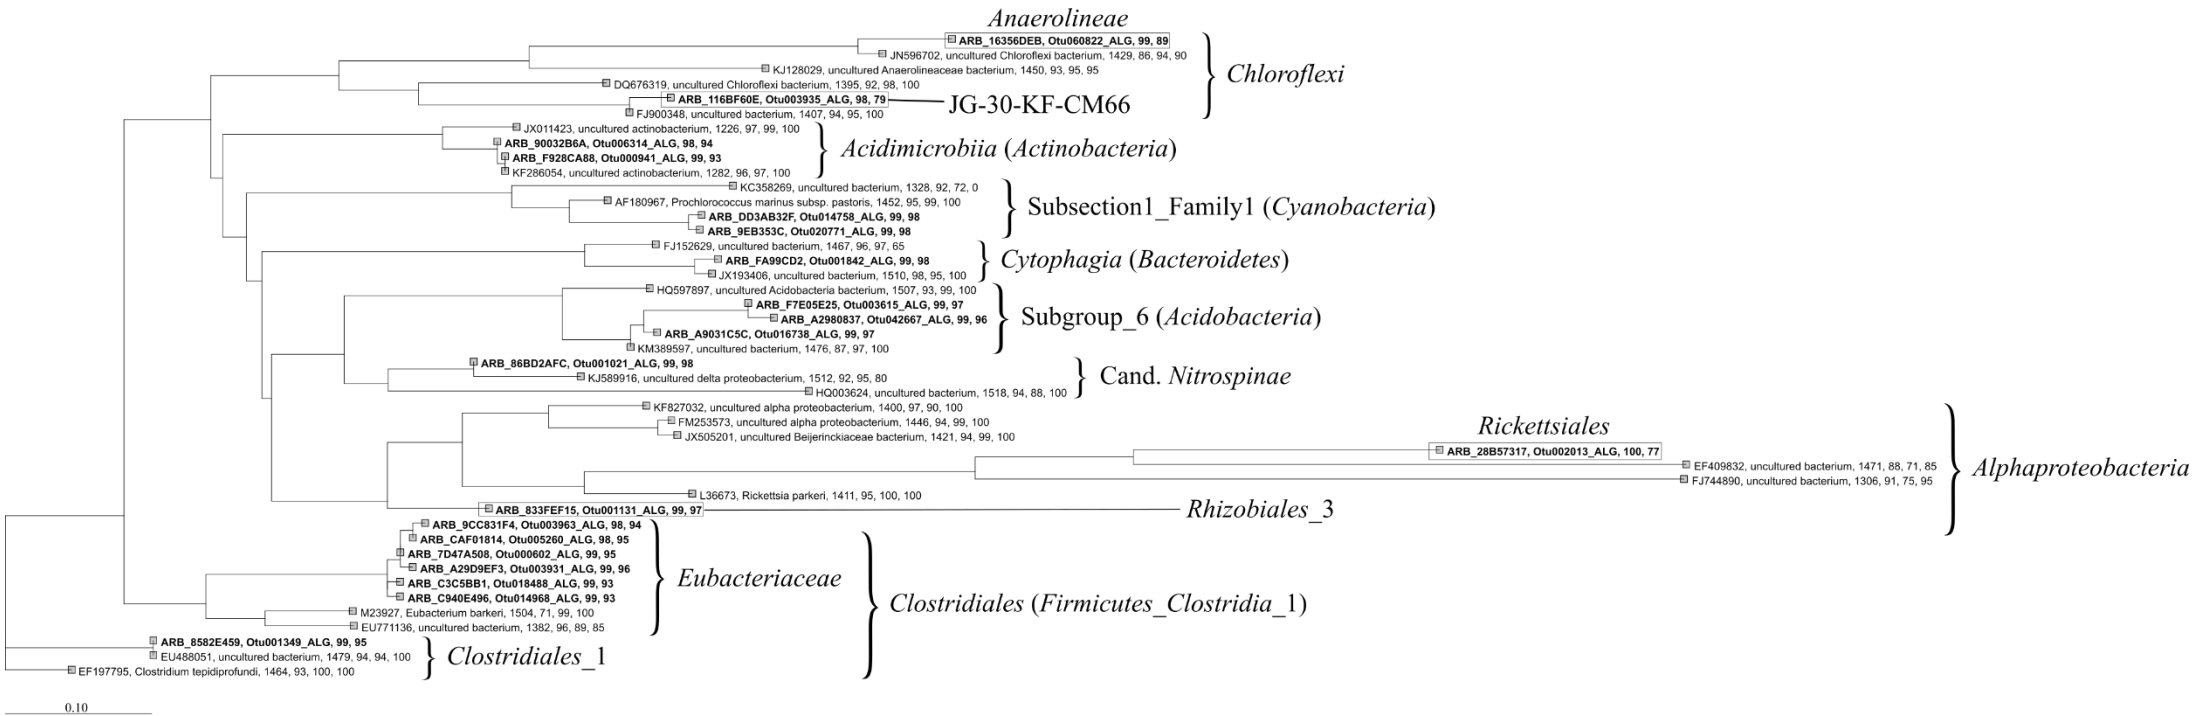 Anaerolineae
ARB_16356DEB, Otu060822_ALG, 99, 89
JN596702, uncultured Chloroflexi bacterium, 1429, 86, 94, 90
KJ128029, uncultured Anaerolineaceae bacterium, 1450, 93, 95, 95
Chloroflexi
DQ676319, uncultured Chloroflexi bacterium, 1395, 92, 98, 100
ARB_116BF60E, Otu003935_ALG, 98, 79
JG-30-KF-CM66
FJ900348, uncultured bacterium, 1407, 94, 95, 100
JX011423, uncultured actinobacterium, 1226, 97, 99, 100
ARB_90032B6A, Otu006314_ALG, 98, 94
Acidimicrobiia (Actinobacteria)
ARB_F928CA88, Otu000941_ALG, 99, 93
KF286054, uncultured actinobacterium, 1282, 96, 97, 100
KC358269, uncultured bacterium, 1328, 92, 72, 0
AF180967, Prochlorococcus marinus subsp. pastoris, 1452, 95, 99, 100
Subsection1_Family1 (Cyanobacteria)
ARB_DD3AB32F, Otu014758_ALG, 99, 98
ARB_9EB353C, Otu020771_ALG, 99, 98
FJ152629, uncultured bacterium, 1467, 96, 97, 65
ARB_FA99CD2, Otu001842_ALG, 99, 98
Cytophagia (Bacteroidetes)
JX193406, uncultured bacterium, 1510, 98, 95, 100
HQ597897, uncultured Acidobacteria bacterium, 1507, 93, 99, 100
ARB_F7E05E25, Otu003615_ALG, 99, 97
ARB_A2980837, Otu042667_ALG, 99, 96
Subgroup_6 (Acidobacteria)
ARB_A9031C5C, Otu016738_ALG, 99, 97
KM389597, uncultured bacterium, 1476, 87, 97, 100
ARB_86BD2AFC, Otu001021_ALG, 99, 98
KJ589916, uncultured delta proteobacterium, 1512, 92, 95, 80
Cand. Nitrospinae
HQ003624, uncultured bacterium, 1518, 94, 88, 100
KF827032, uncultured alpha proteobacterium, 1400, 97, 90, 100
FM253573, uncultured alpha proteobacterium, 1446, 94, 99, 100
JX505201, uncultured Beijerinckiaceae bacterium, 1421, 94, 99, 100
Rickettsiales
ARB_28B57317, Otu002013_ALG, 100, 77
EF409832, uncultured bacterium, 1471, 88, 71, 85
Alphaproteobacteria
FJ744890, uncultured bacterium, 1306, 91, 75, 95
L36673, Rickettsia parkeri, 1411, 95, 100, 100
ARB_833FEF15, Otu001131_ALG, 99, 97
Rhizobiales_3
ARB_9CC831F4, Otu003963_ALG, 98, 94
ARB_CAF01814, Otu005260_ALG, 98, 95
ARB_7D47A508, Otu000602_ALG, 99, 95
ARB_A29D9EF3, Otu003931_ALG, 99, 96
Eubacteriaceae
ARB_C3C5BB1, Otu018488_ALG, 99, 93
ARB_C940E496, Otu014968_ALG, 99, 93
Clostridiales (Firmicutes_Clostridia_1)
M23927, Eubacterium barkeri, 1504, 71, 99, 100
EU771136, uncultured bacterium, 1382, 96, 89, 85
ARB_8582E459, Otu001349_ALG, 99, 95
EU488051, uncultured bacterium, 1479, 94, 94, 100
Clostridiales_1
EF197795, Clostridium tepidiprofundi, 1464, 93, 100, 100
0.10